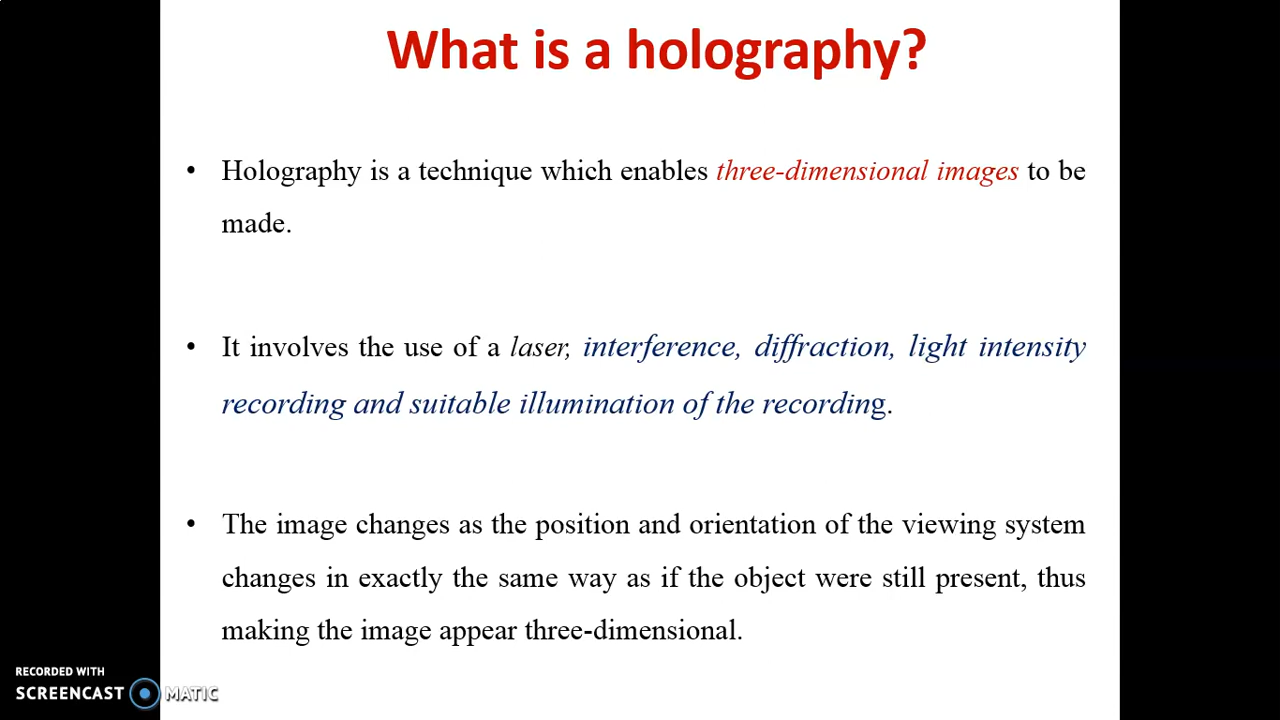 What is a holography?
• Holography is a technique which enables three-dimensional images to be
made.
• It involves the use of a laser, interference, diffraction, light intensity
recording and suitable illumination of the recording.
• The image changes as the position and orientation of the viewing system
changes in exactly the same way as if the object were still present, thus
making the image appear three-dimensional.
RECORDED WITH
SCREENCAST MATIC